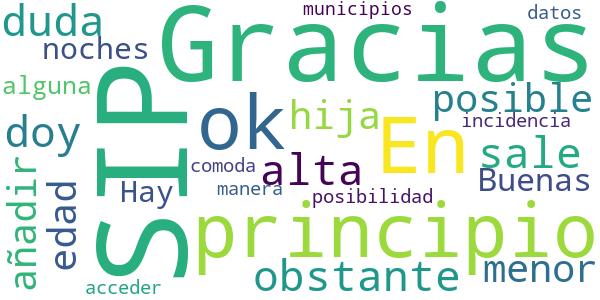 duda
Gracias
municipios
datos
noches
alguna
SIP
ok
hija
En
posible
incidencia
doy
sale
comoda
alta
Buenas
añadir
edad
Hay
manera
posibilidad
principio
obstante
menor
acceder